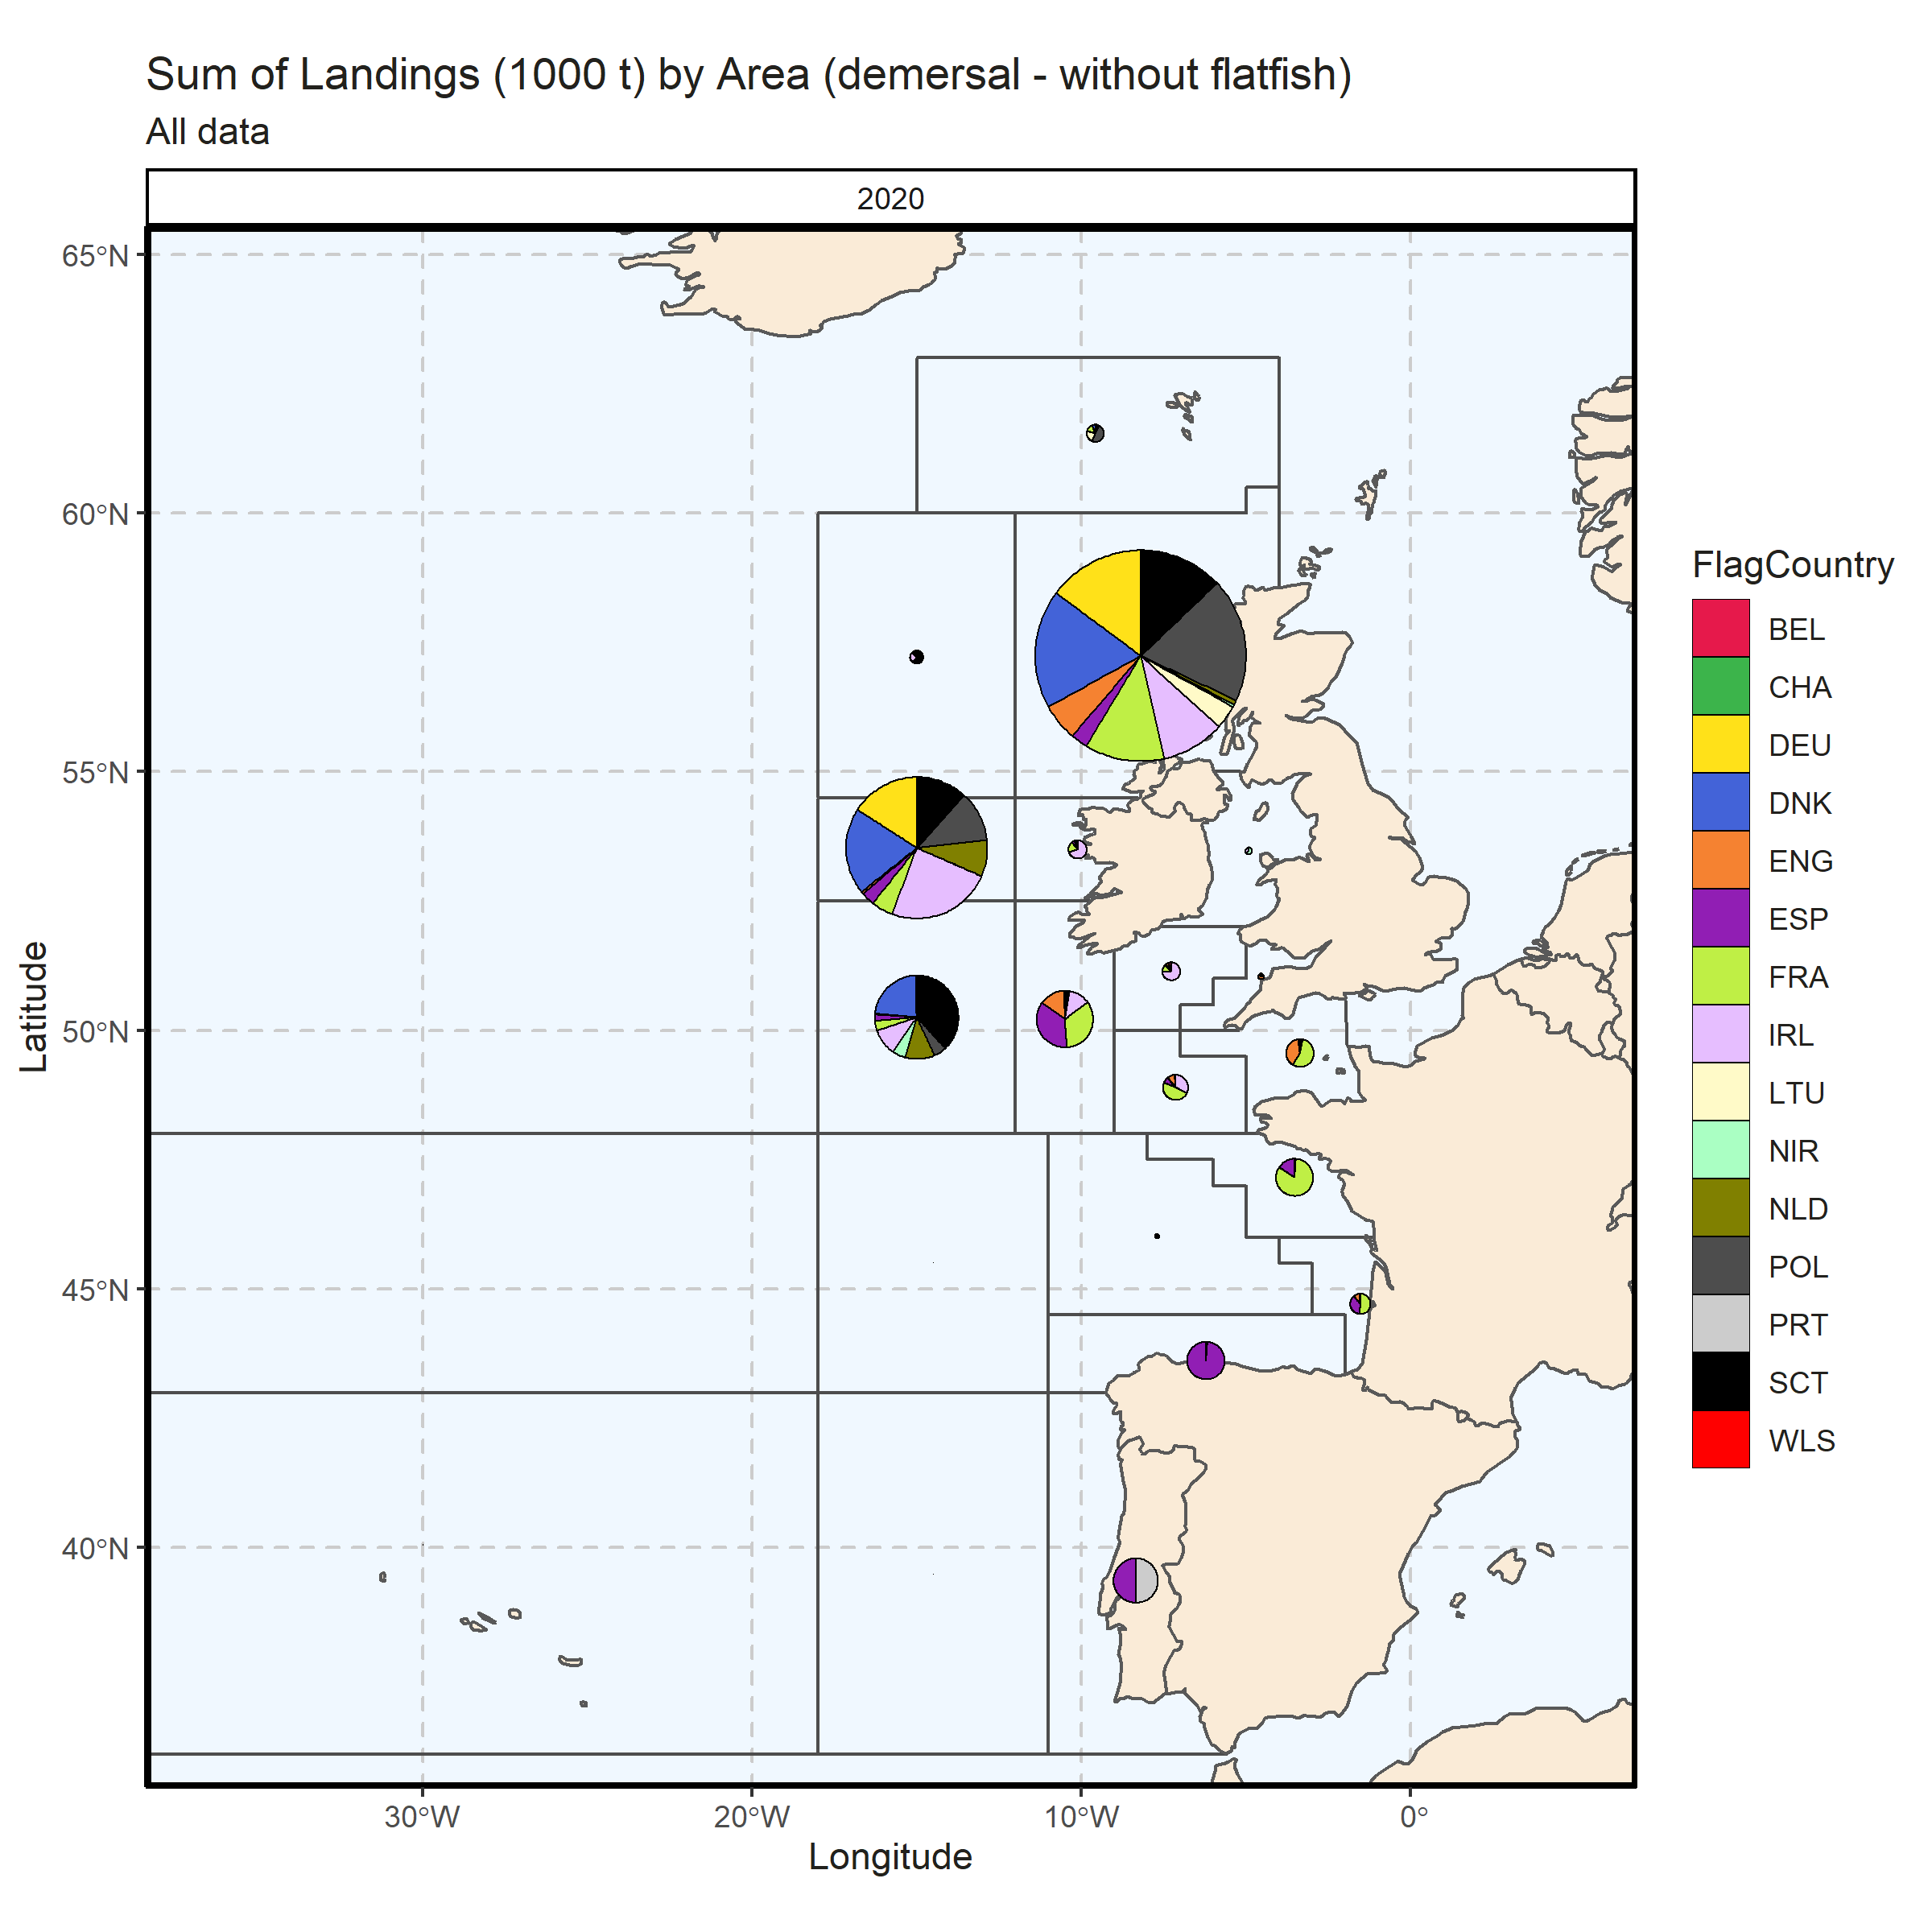 Sum of Landings (1000 t) by Area (demersal - without flatfish)
All data
2020
65°N
60°N
55°N
50°N
45°N
40°N
Latitude
30°W
20°W
10°W
0°
Longitude
FlagCountry
BEL
CHA
DEU
DNK
ENG
ESP
FRA
IRL
LTU
NIR
NLD
POL
PRT
SCT
WLS